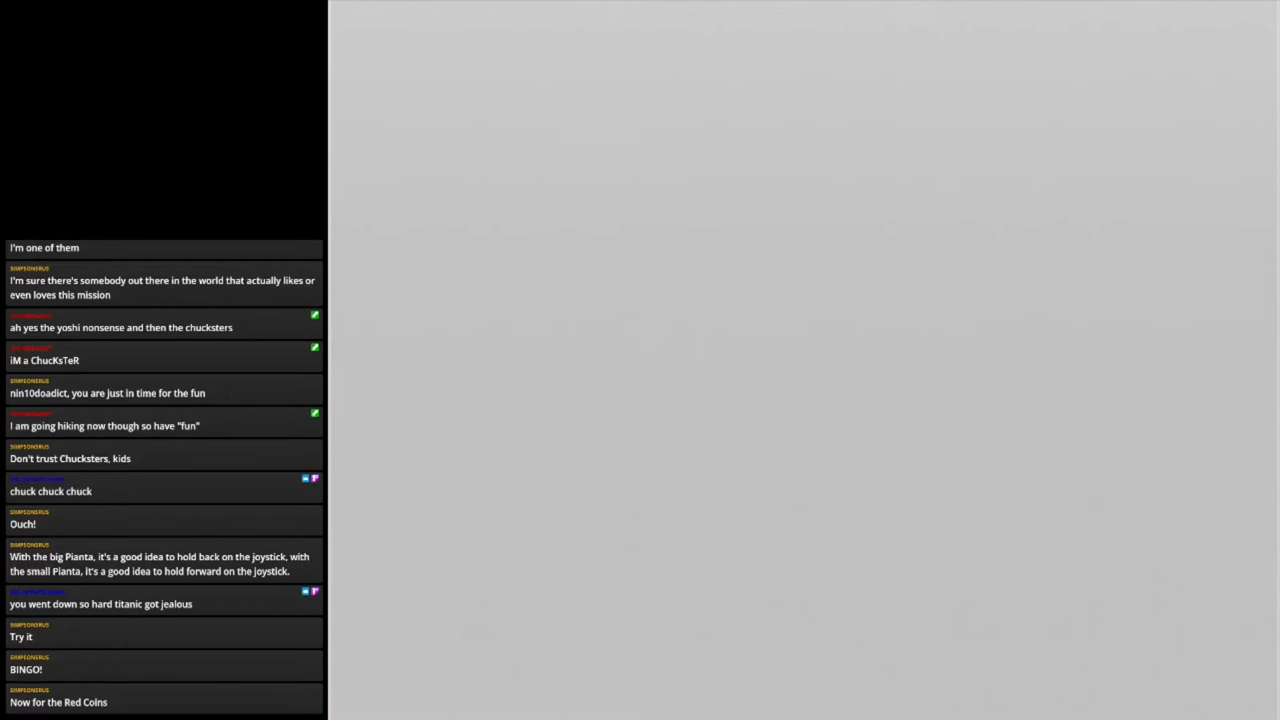 I'm one of them
SIMPSONSRUS
I'm sure there's somebody out there in the world that actually likes or
even loves this mission
ah yes the yoshi nonsense and then the chucksters
iM a ChucKsTeR
SIMPSONSRUS
nin10doadict, you are just in time for the fun
I am going hiking now though so have "fun"
SIMPSONSRUS
Don't trust Chucksters, kids
chuck chuck chuck
SIMPSONSRUS
Ouch!
SIMPSONSRUS
With the big Pianta, it's a good idea to hold back on the joystick, with
the small Pianta, it's a good idea to hold forward on the joystick.
you went down so hard titanic got jealous
SIMPSONSRUS
Try it
SIMPSONSRUS
BINGO!
SIMPSONSRUS
Now for the Red Coins